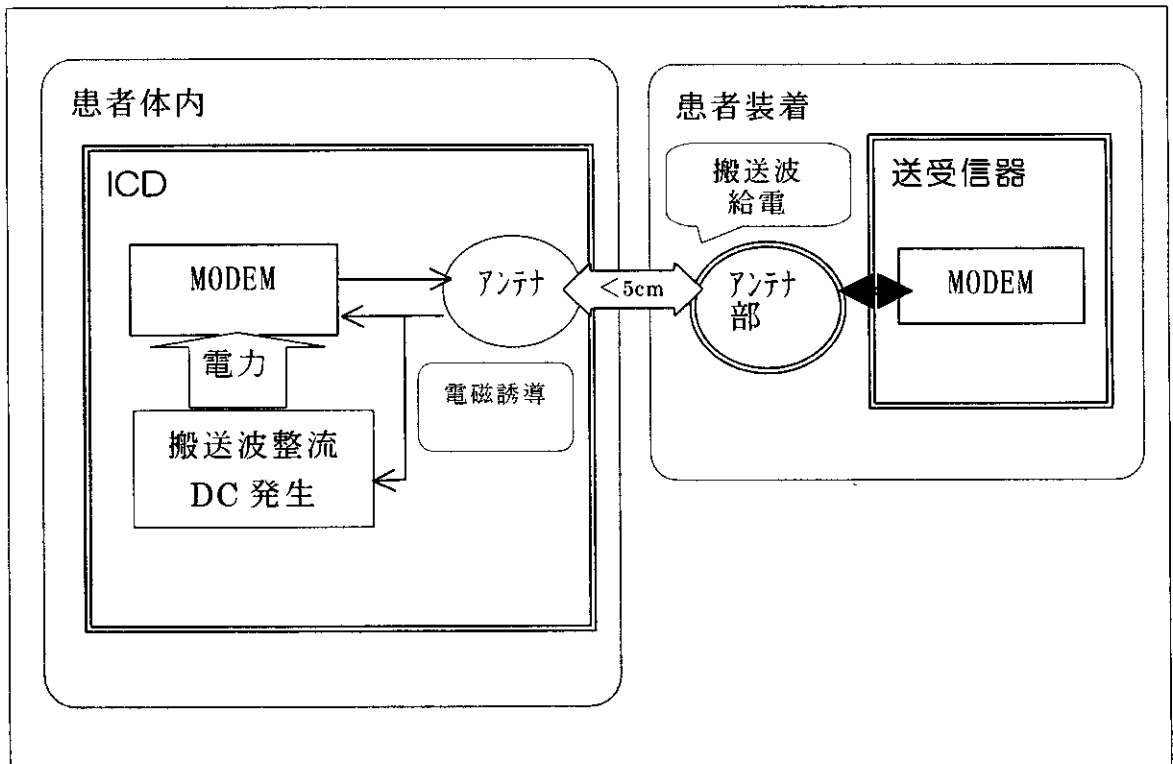 患者体内
ICD
MODEM
アンテナ
電力
電磁誘導
搬送波整流
DC 発生
<5cm
患者装着
搬送波
給電
アンテナ
部
送受信器
MODEM